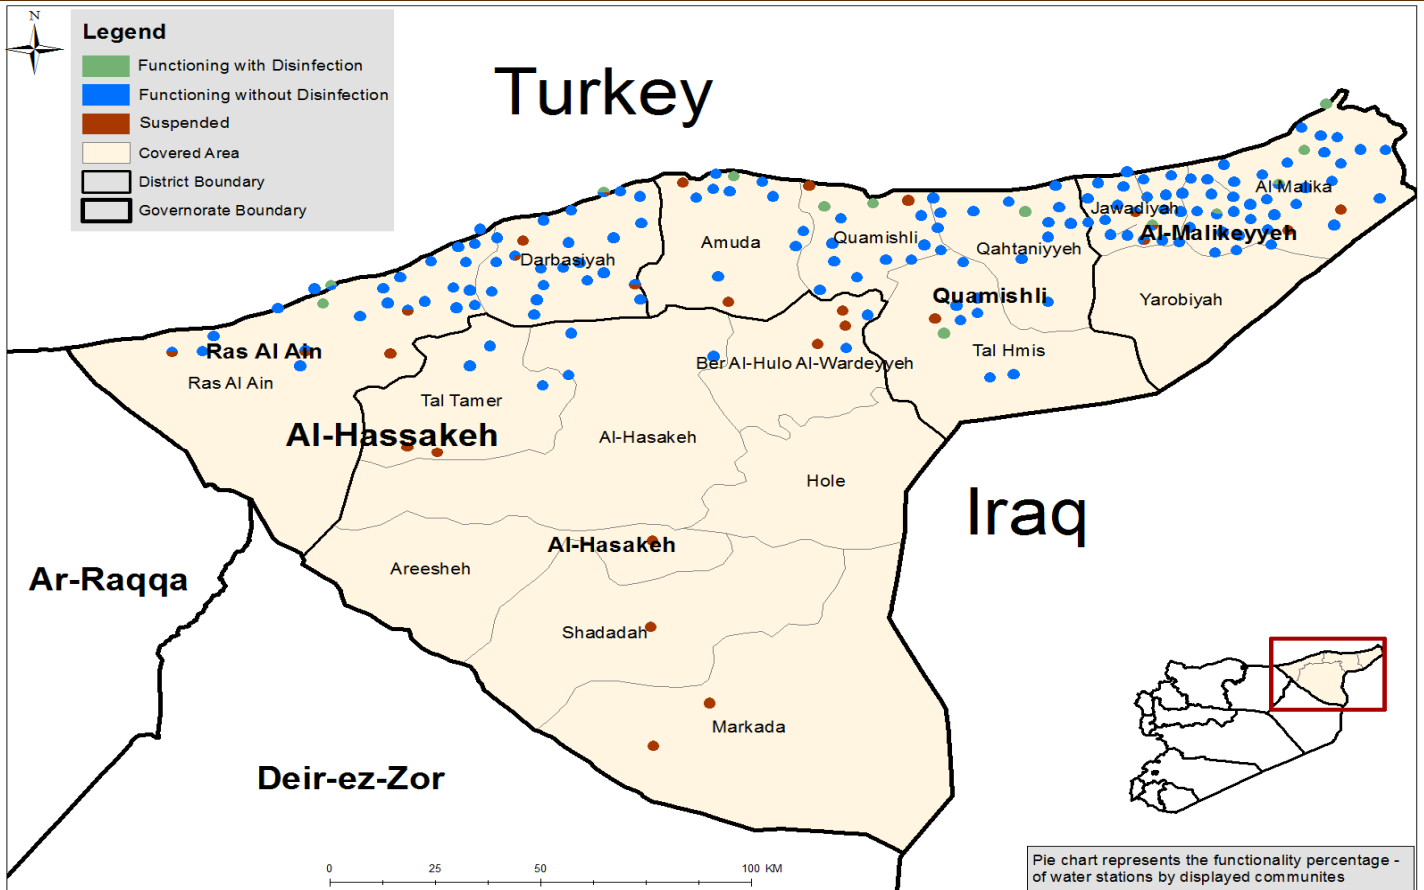 N
Legend
Functioning with Disinfection
Functioning without Disinfection
Suspended
Covered Area
District Boundary
Governorate Boundary
Turkey
Al Malika
Jawadiyah
Al-Malikeyyeh
Amuda
Quamishli
Qahtaniyyeh
Darbasiyah
Quamishli
Yarobiyah
Ras Al Ain
Tal Hmis
Ber Al-Hulo Al-Wardeyyeh
Ras Al Ain
Tal Tamer
Al-Hassakeh
Al-Hasakeh
Hole
Iraq
Al-Hasakeh
Areesheh
Ar-Raqqa
Shadadah
Markada
Deir-ez-Zor
0 25 50 100 KM
Pie chart represents the functionality percentage -
of water stations by displayed communites